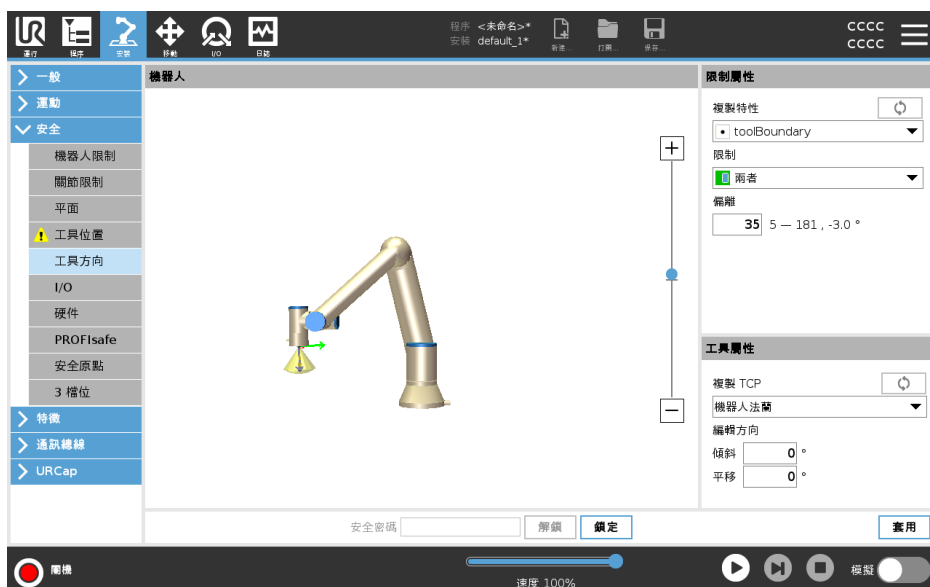 UR
運行
程序
安裝
移動
I/O
日誌
程序 <未命名>*
安裝 default_1*
新建...
打開...
保存...
cccc
cccc
一般
運動
安全
機器人限制
關節限制
平面
工具位置
工具方向
I/O
硬件
PROFIsafe
安全原點
3 檔位
特徵
通訊總線
URCap
機器人
限制屬性
複製特性
toolBoundary
限制
兩者
偏離
35 5 — 181 , -3.0 °
工具屬性
複製 TCP
機器人法蘭
編輯方向
傾斜 0 °
平移 0 °
安全密碼
解鎖
鎖定
套用
關機
速度 100%
模擬